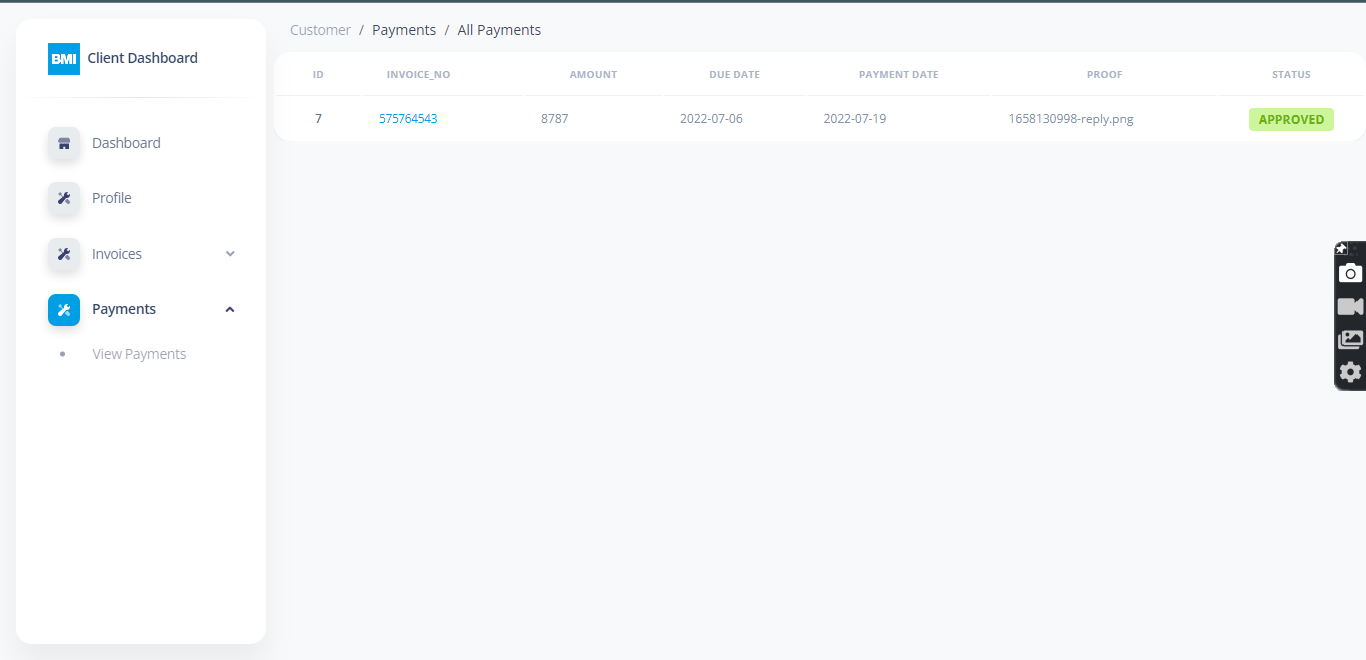 BMI Client Dashboard
Dashboard
Profile
Invoices
Payments
View Payments
Customer / Payments / All Payments
ID INVOICE_NO AMOUNT DUE DATE PAYMENT DATE PROOF STATUS
7 575764543 8787 2022-07-06 2022-07-19 1658130998-reply.png APPROVED